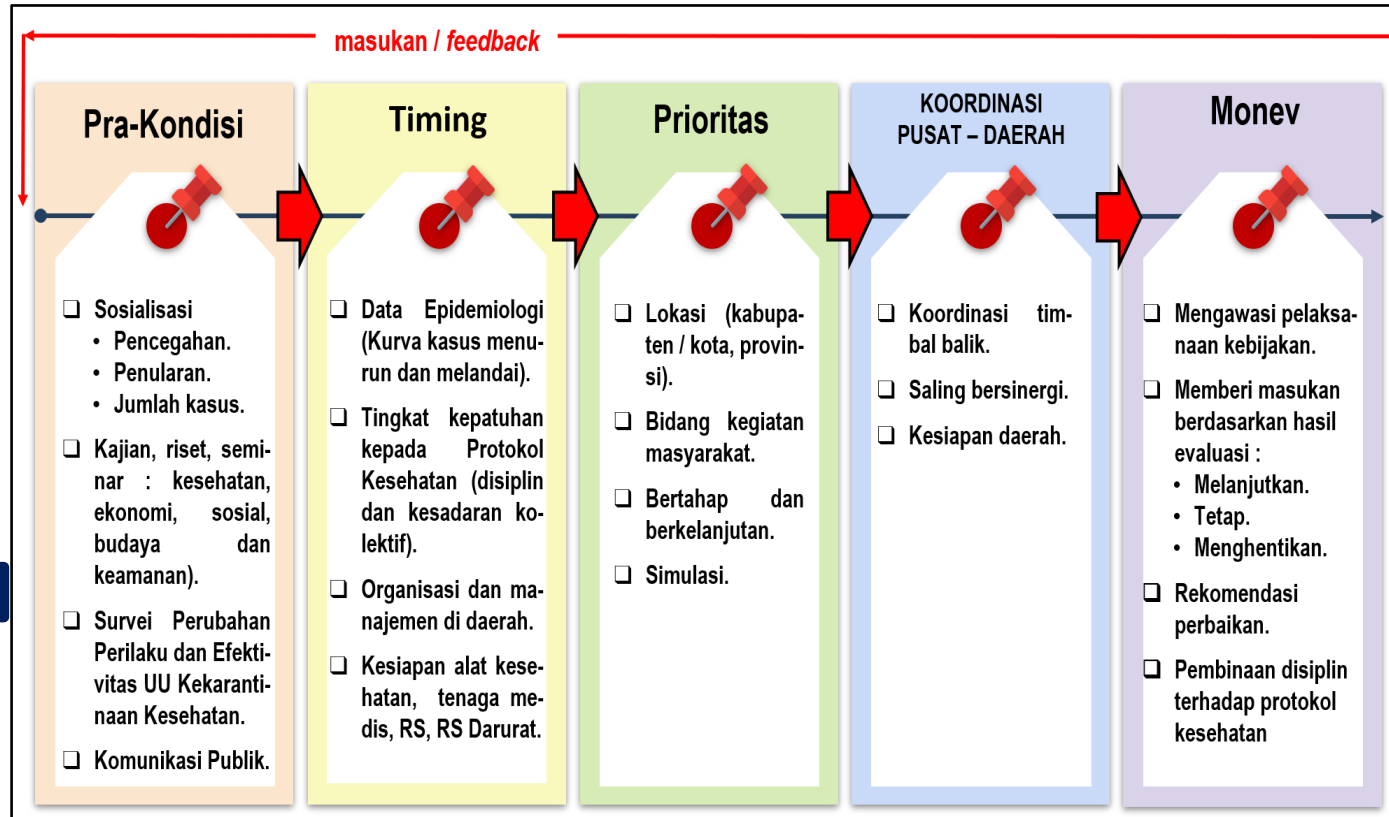 masukan / feedback
Pra-Kondisi
❑ Sosialisasi
• Pencegahan.
• Penularan.
• Jumlah kasus.
❑ Kajian, riset, semi-
nar : kesehatan,
ekonomi, sosial,
budaya dan
keamanan).
❑ Survei Perubahan
Perilaku dan Efekti-
vitas UU Kekaranti-
naan Kesehatan.
❑ Komunikasi Publik.
Timing
❑ Data Epidemiologi
(Kurva kasus menu-
run dan melandai).
❑ Tingkat kepatuhan
kepada Protokol
Kesehatan (disiplin
dan kesadaran ko-
lektif).
❑ Organisasi dan ma-
najemen di daerah.
❑ Kesiapan alat kese-
hatan, tenaga me-
dis, RS, RS Darurat.
Prioritas
❑ Lokasi (kabupa-
ten / kota, provin-
si).
❑ Bidang kegiatan
masyarakat.
❑ Bertahap dan
berkelanjutan.
❑ Simulasi.
KOORDINASI
PUSAT – DAERAH
❑ Koordinasi tim-
bal balik.
❑ Saling bersinergi.
❑ Kesiapan daerah.
Monev
❑ Mengawasi pelaksa-
naan kebijakan.
❑ Memberi masukan
berdasarkan hasil
evaluasi :
• Melanjutkan.
• Tetap.
• Menghentikan.
❑ Rekomendasi
perbaikan.
❑ Pembinaan disiplin
terhadap protokol
kesehatan